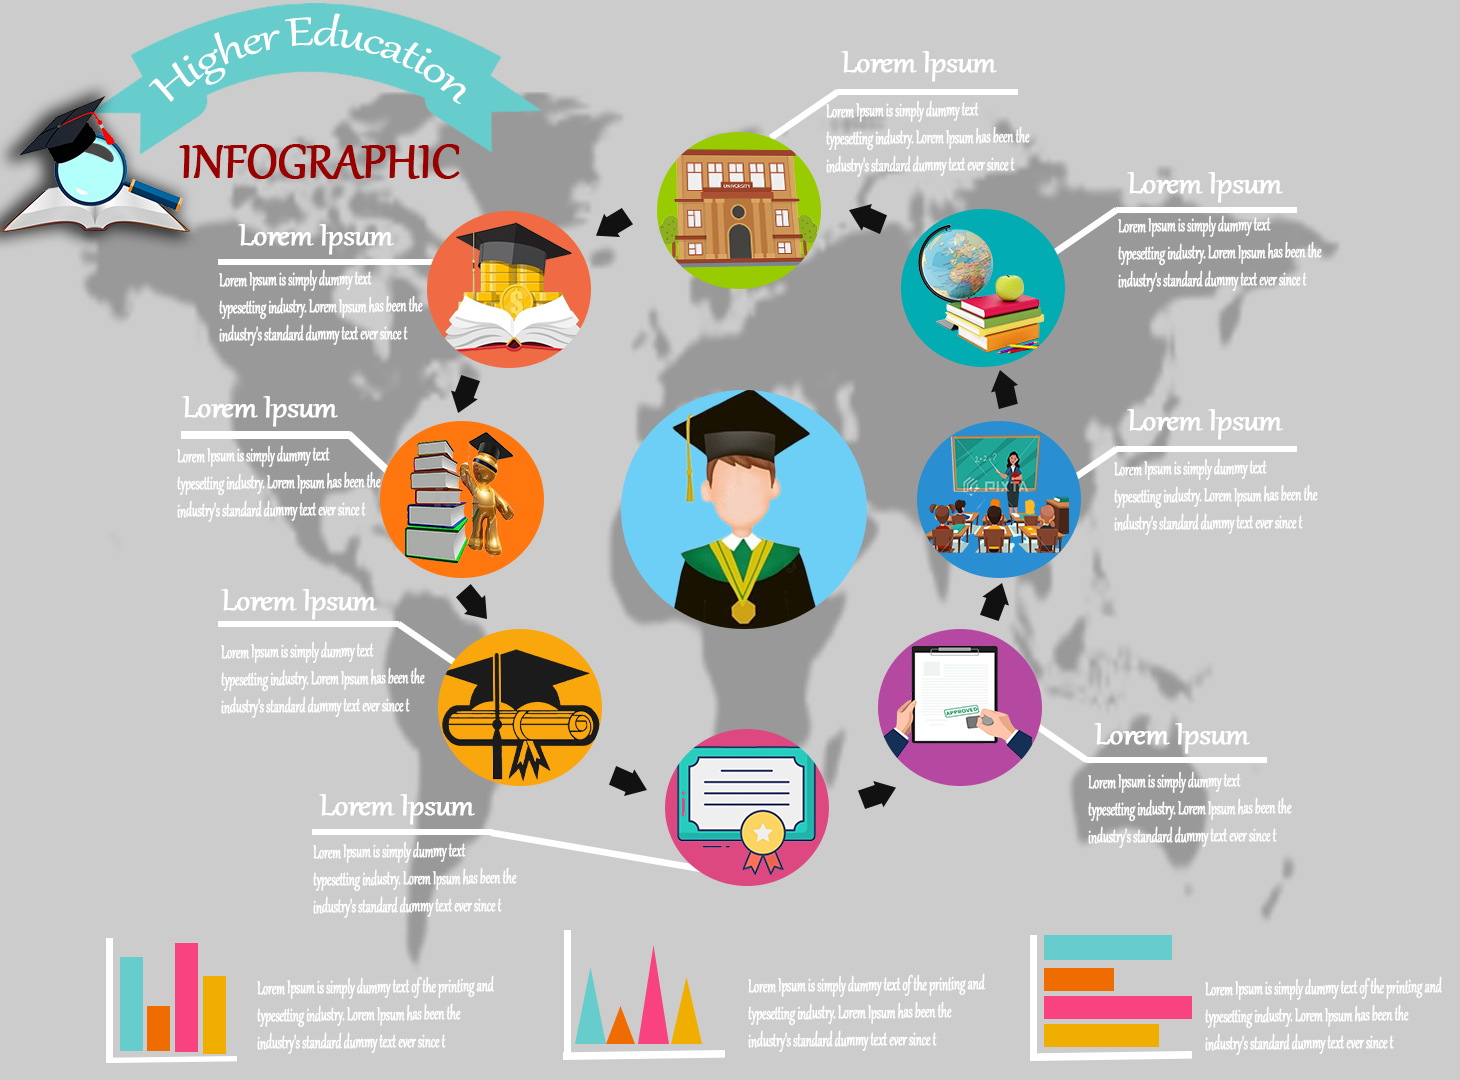 Higher Education
INFOGRAPHIC
Lorem Ipsum
Lorem Ipsum is simply dummy text
typesetting industry. Lorem Ipsum has been the
industry's standard dummy text ever since t
UNIVERSITY
Lorem Ipsum
Lorem Ipsum is simply dummy text
typesetting industry. Lorem Ipsum has been the
industry's standard dummy text ever since t
Lorem Ipsum
Lorem Ipsum is simply dummy text
typesetting industry. Lorem Ipsum has been the
industry's standard dummy text ever since t
$
Lorem Ipsum
Lorem Ipsum is simply dummy text
typesetting industry. Lorem Ipsum has been the
industry's standard dummy text ever since t
Lorem Ipsum
Lorem Ipsum is simply dummy text
typesetting industry. Lorem Ipsum has been the
industry's standard dummy text ever since t
2+2=?
PIXTA
Lorem Ipsum
Lorem Ipsum is simply dummy text
typesetting industry. Lorem Ipsum has been the
industry's standard dummy text ever since t
APPROVED
Lorem Ipsum
Lorem Ipsum is simply dummy text
typesetting industry. Lorem Ipsum has been the
industry's standard dummy text ever since t
Lorem Ipsum
Lorem Ipsum is simply dummy text
typesetting industry. Lorem Ipsum has been the
industry's standard dummy text ever since t
Lorem Ipsum is simply dummy text of the printing and
typesetting industry. Lorem Ipsum has been the
industry's standard dummy text ever since t
Lorem Ipsum is simply dummy text of the printing and
typesetting industry. Lorem Ipsum has been the
industry's standard dummy text ever since t
Lorem Ipsum is simply dummy text of the printing and
typesetting industry. Lorem Ipsum has been the
industry's standard dummy text ever since t